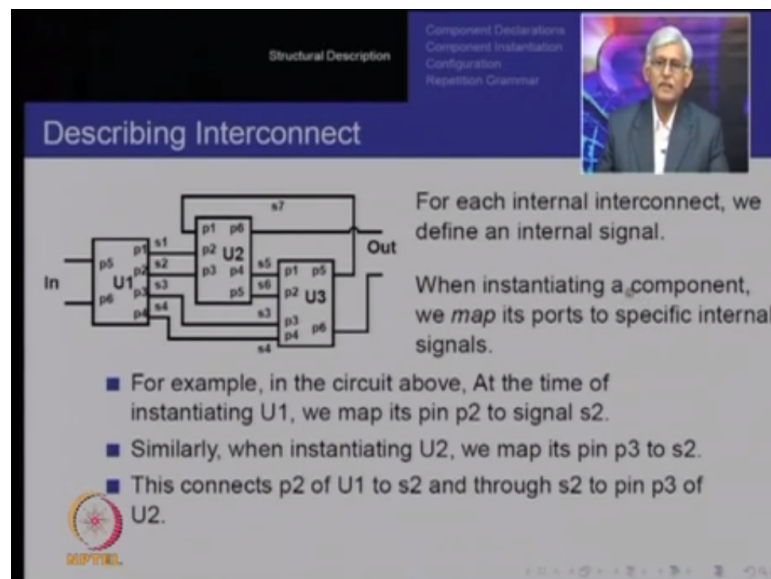 Structural Description
Component Declarations
Component Instantiation
Configuration
Repetition Grammar
Describing Interconnect
s7
p1 p6
U2
p2
p3 p4
p5
In
p5
p6
U1
p1
p2
p3
p4
s1
s2
s3
s4
s5
s6
s3
s4
p1 p5
p2 U3
p3
p4
p6
Out
For each internal interconnect, we
define an internal signal.
When instantiating a component,
we map its ports to specific internal
signals.
For example, in the circuit above, At the time of
instantiating U1, we map its pin p2 to signal s2.
Similarly, when instantiating U2, we map its pin p3 to s2.
This connects p2 of U1 to s2 and through s2 to pin p3 of
U2.
NPTEL